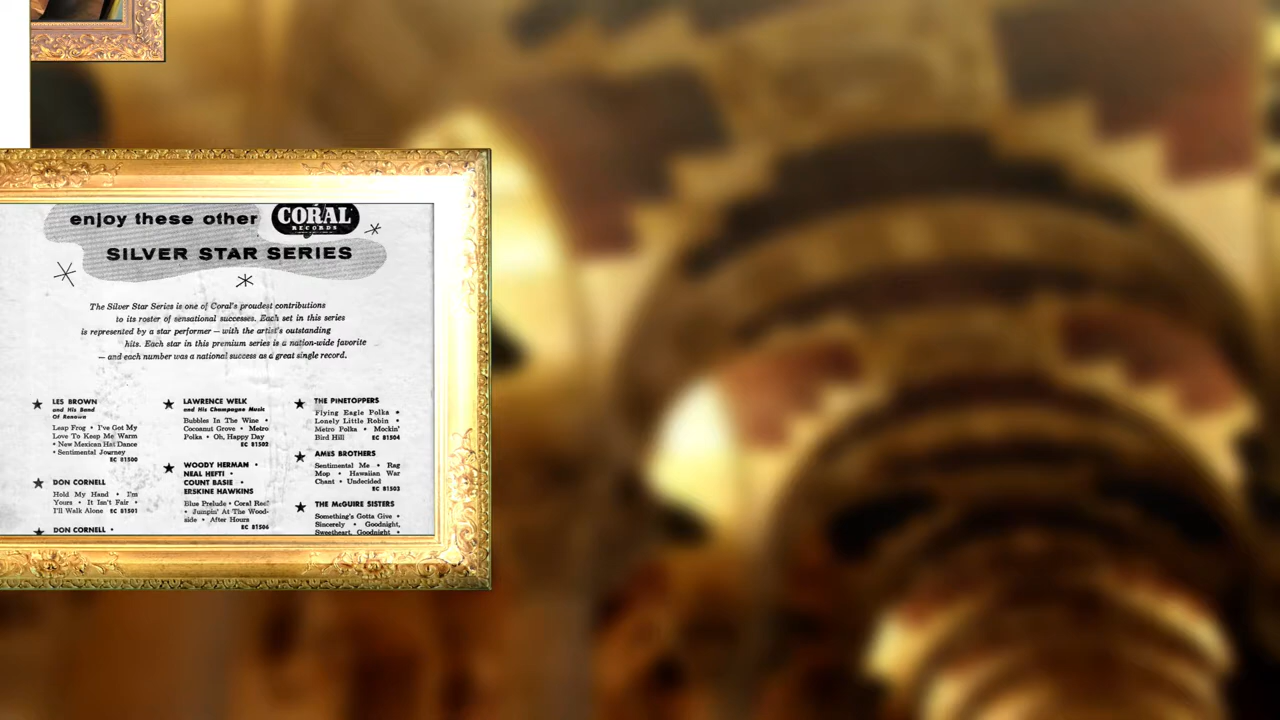 enjoy these other CORAL
RECORDS
SILVER STAR SERIES
The Silver Star Series is one of Coral's proudest contributions
to its roster of sensational successes. Each set in this series
is represented by a star performer — with the artist's outstanding
hits. Each star in this premium series is a nation-wide favorite
— and each number was a national success as a great single record.
★ LES BROWN
and His Band
Of Renown
Leap Frog • I've Got My
Love To Keep Me Warm
• New Mexican Hat Dance
• Sentimental Journey
EC 81500
★ DON CORNELL
Hold My Hand • I'm
Yours • It Isn't Fair •
I'll Walk Alone EC 81501
★ DON CORNELL •
★ LAWRENCE WELK
and His Champagne Music
Bubbles In The Wine •
Cocoanut Grove • Metro
Polka • Oh, Happy Day
EC 81502
★ WOODY HERMAN •
NEAL HEFTI •
COUNT BASIE •
ERSKINE HAWKINS
Blue Prelude • Coral Reef
• Jumpin' At The Wood-
side • After Hours
EC 81506
★ THE PINETOPPERS
Flying Eagle Polka •
Lonely Little Robin •
Metro Polka • Mockin'
Bird Hill EC 81504
★ AMES BROTHERS
Sentimental Me • Rag
Mop • Hawaiian War
Chant • Undecided
EC 81503
★ THE McGUIRE SISTERS
Something's Gotta Give •
Sincerely • Goodnight,
Sweetheart, Goodnight •